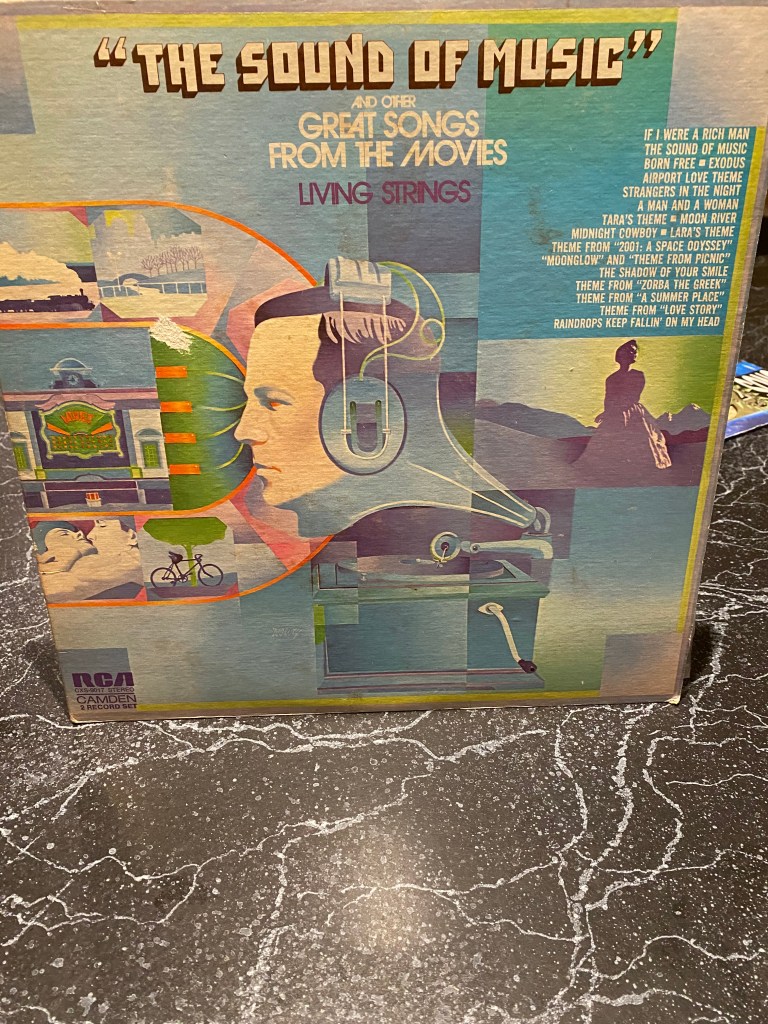 "THE SOUND OF MUSIC"
AND OTHER
GREAT SONGS
FROM THE MOVIES
LIVING STRINGS
IF I WERE A RICH MAN
THE SOUND OF MUSIC
BORN FREE ▪ EXODUS
AIRPORT LOVE THEME
STRANGERS IN THE NIGHT
A MAN AND A WOMAN
TARA'S THEME ▪ MOON RIVER
MIDNIGHT COWBOY ▪ LARA'S THEME
THEME FROM "2001: A SPACE ODYSSEY"
"MOONGLOW" AND "THEME FROM PICNIC"
THE SHADOW OF YOUR SMILE
THEME FROM "ZORBA THE GREEK"
THEME FROM "A SUMMER PLACE"
THEME FROM "LOVE STORY"
RAINDROPS KEEP FALLIN' ON MY HEAD
RCA
CXS-9017 STEREO
CAMDEN
2 RECORD SET